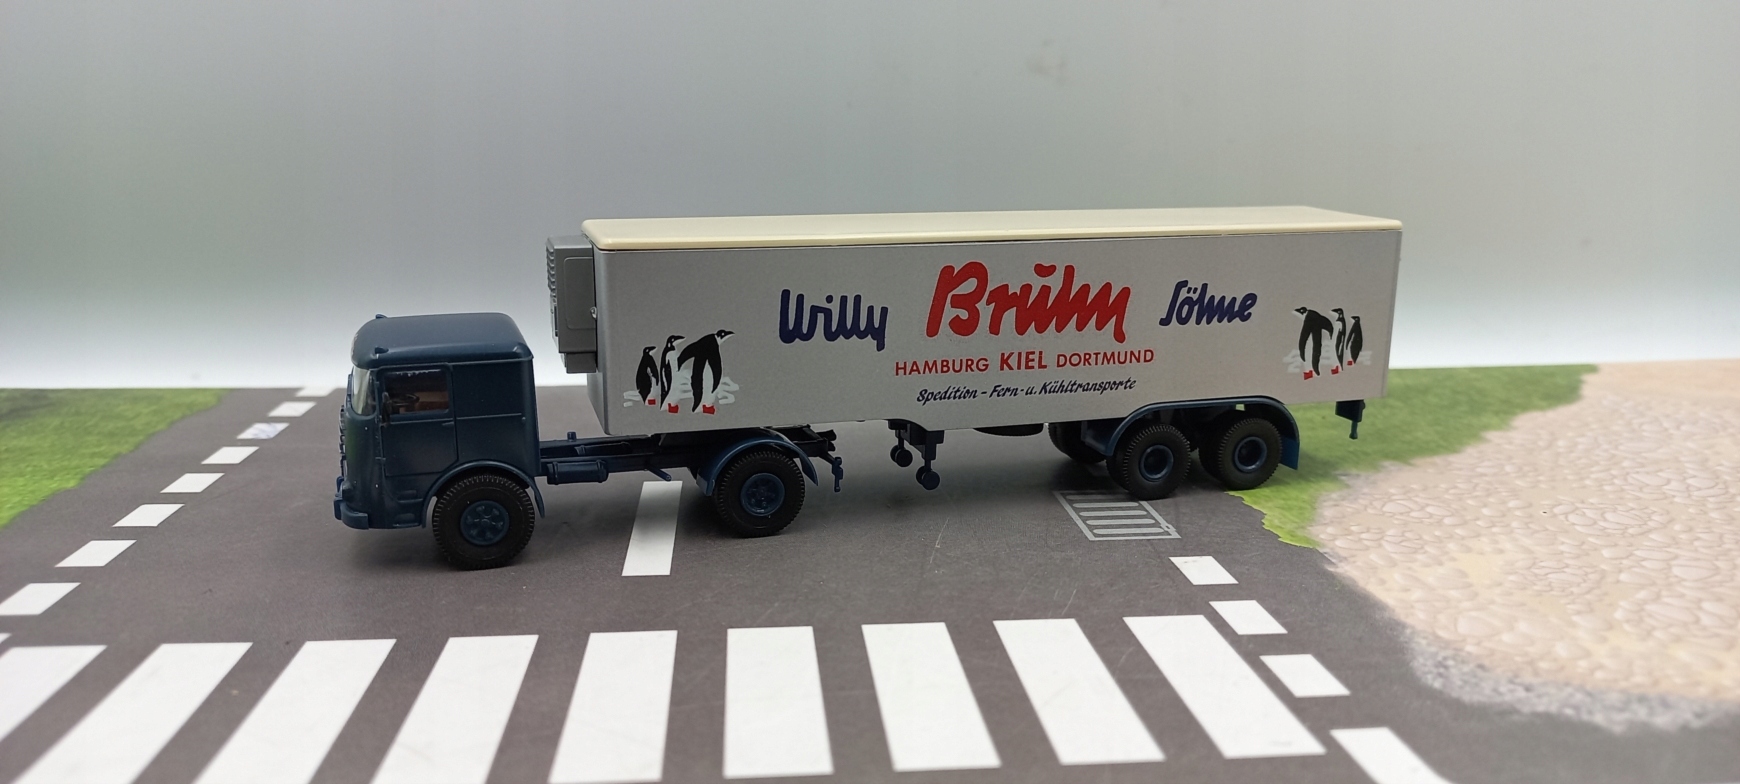 Willy Brühn Söhne
HAMBURG KIEL DORTMUND
Spedition - Fern- u. Kühltransporte